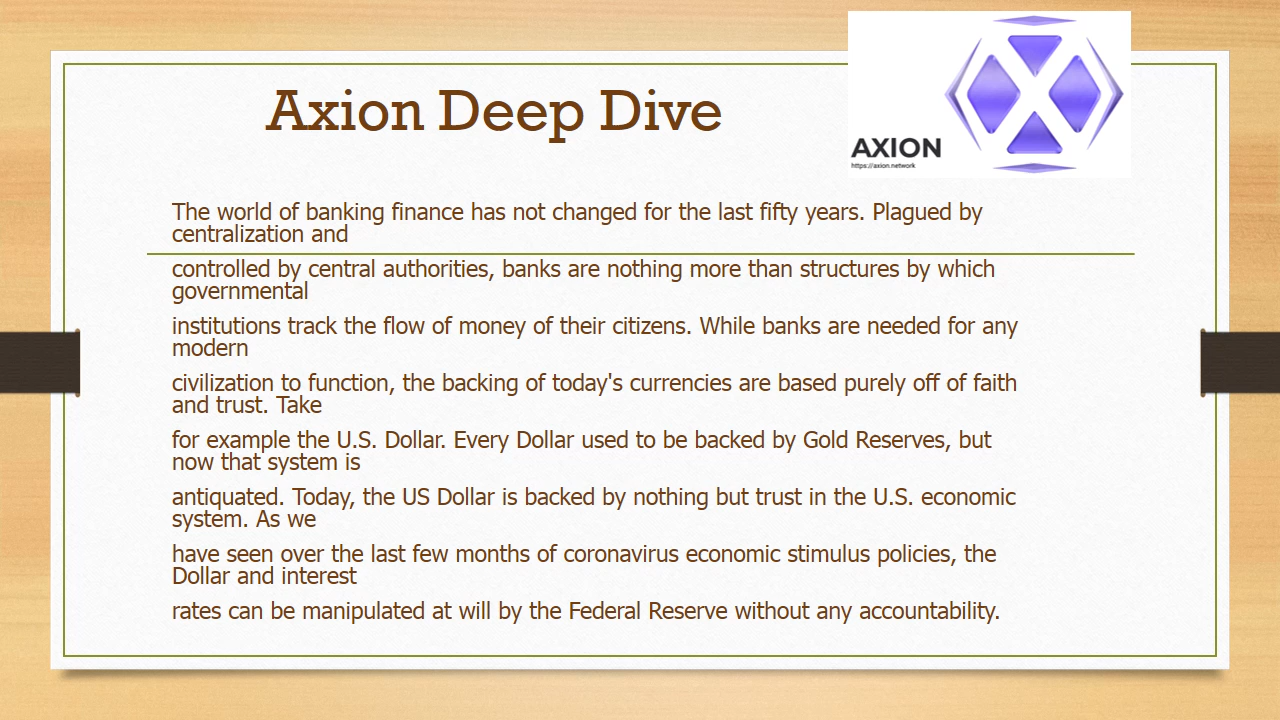 Axion Deep Dive
AXION
https://axion.network
The world of banking finance has not changed for the last fifty years. Plagued by
centralization and
controlled by central authorities, banks are nothing more than structures by which
governmental
institutions track the flow of money of their citizens. While banks are needed for any
modern
civilization to function, the backing of today's currencies are based purely off of faith
and trust. Take
for example the U.S. Dollar. Every Dollar used to be backed by Gold Reserves, but
now that system is
antiquated. Today, the US Dollar is backed by nothing but trust in the U.S. economic
system. As we
have seen over the last few months of coronavirus economic stimulus policies, the
Dollar and interest
rates can be manipulated at will by the Federal Reserve without any accountability.